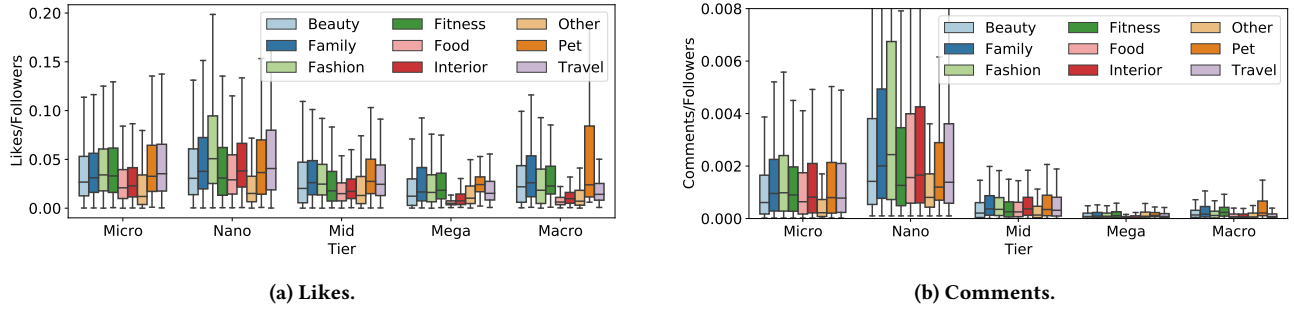 0.20
0.15
0.10
0.05
0.00
Likes/Followers
Beauty Fitness Other
Family Food Pet
Fashion Interior Travel
Micro Nano Mid Mega Macro
Tier
(a) Likes.
0.008
0.006
0.004
0.002
0.000
Comments/Followers
Beauty Fitness Other
Family Food Pet
Fashion Interior Travel
Micro Nano Mid Mega Macro
Tier
(b) Comments.